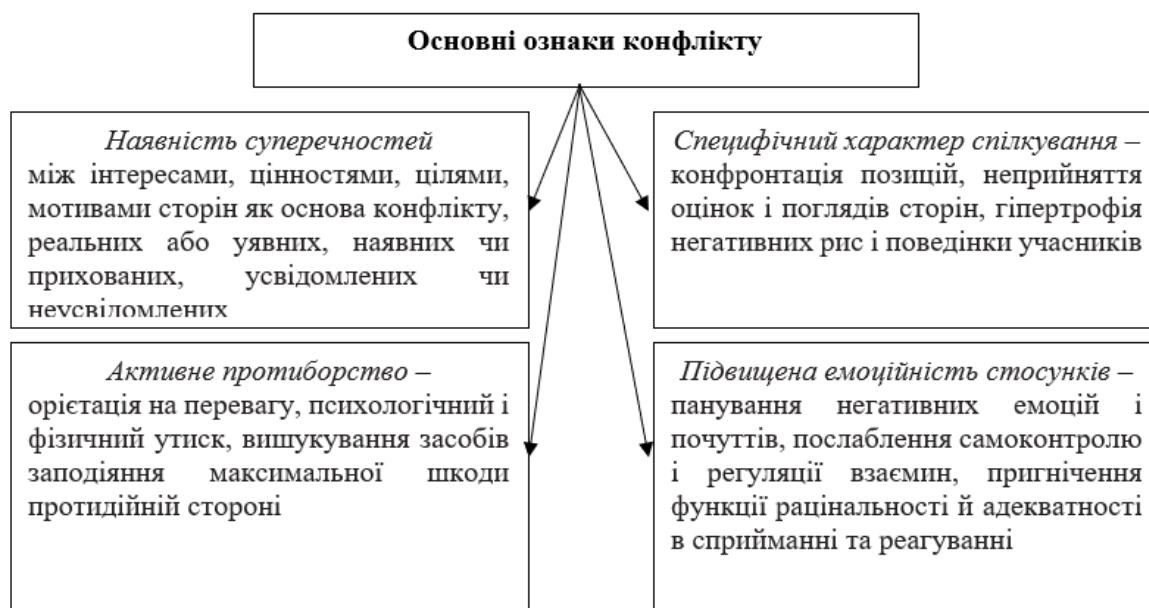 Основні ознаки конфлікту
Наявність суперечностей
між інтересами, цінностями, цілями,
мотивами сторін як основа конфлікту,
реальних або уявних, наявних чи
прихованих, усвідомлених чи
неусвідомлених
Специфічний характер спілкування –
конфронтація позицій, неприйняття
оцінок і поглядів сторін, гіпертрофія
негативних рис і поведінки учасників
Активне протиборство –
орієтація на перевагу, психологічний і
фізичний утиск, вишукування засобів
заподіяння максимальної шкоди
протидійній стороні
Підвищена емоційність стосунків –
панування негативних емоцій і
почуттів, послаблення самоконтролю
і регуляції взаємин, пригнічення
функції раціональності й адекватності
в сприйманні та реагуванні